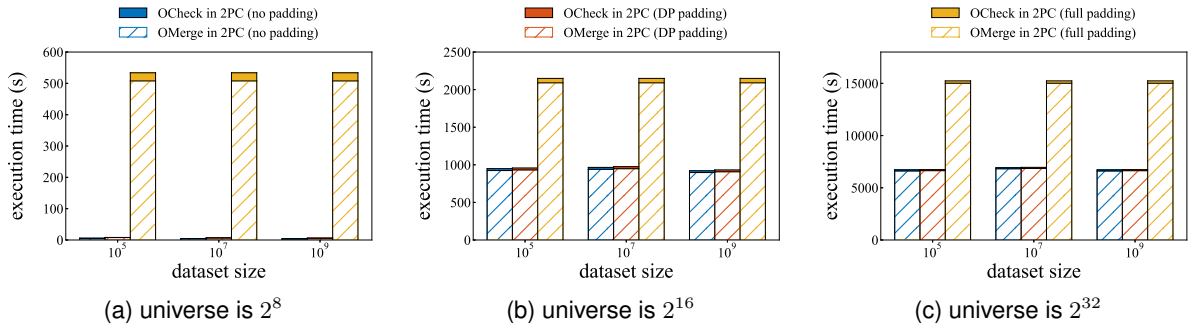 OCheck in 2PC (no padding)
OMerge in 2PC (no padding)
600
500
400
300
200
100
0
execution time (s)
10^5
10^7
10^9
dataset size
(a) universe is 2^8
OCheck in 2PC (DP padding)
OMerge in 2PC (DP padding)
2500
2000
1500
1000
500
0
execution time (s)
10^5
10^7
10^9
dataset size
(b) universe is 2^16
OCheck in 2PC (full padding)
OMerge in 2PC (full padding)
15000
10000
5000
0
execution time (s)
10^5
10^7
10^9
dataset size
(c) universe is 2^32